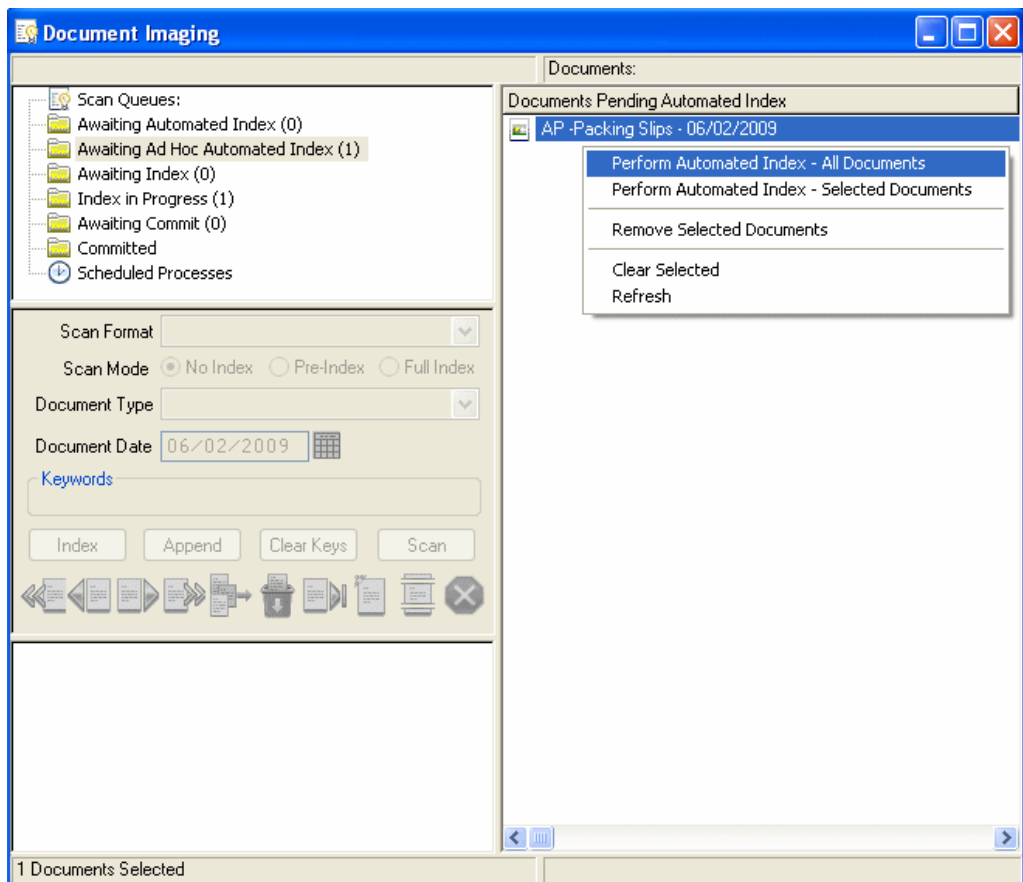 Document Imaging
Documents:
Scan Queues:
Awaiting Automated Index (0)
Awaiting Ad Hoc Automated Index (1)
Awaiting Index (0)
Index in Progress (1)
Awaiting Commit (0)
Committed
Scheduled Processes
Documents Pending Automated Index
AP -Packing Slips - 06/02/2009
Perform Automated Index - All Documents
Perform Automated Index - Selected Documents
Remove Selected Documents
Clear Selected
Refresh
Scan Format
Scan Mode No Index Pre-Index Full Index
Document Type
Document Date 06/02/2009
Keywords
Index Append Clear Keys Scan
1 Documents Selected